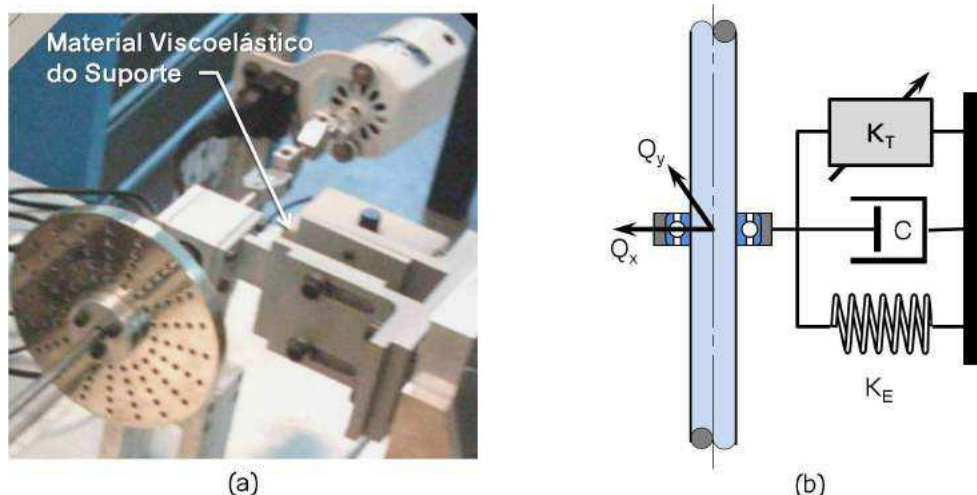 Material Viscoelástico
do Suporte
(a)
Q_y
Q_x
K_T
C
K_E
(b)